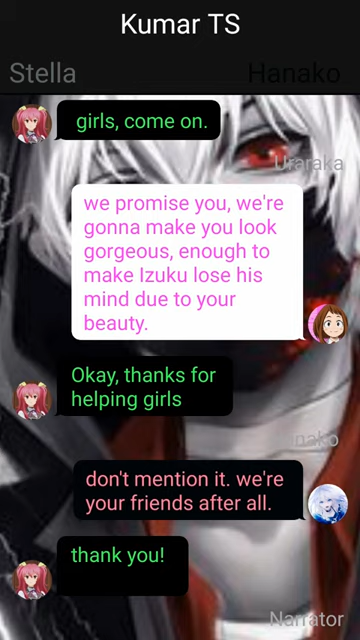 Kumar TS
Stella
Hanako
girls, come on.
Uraraka
we promise you, we're
gonna make you look
gorgeous, enough to
make Izuku lose his
mind due to your
beauty.
Okay, thanks for
helping girls
nako
don't mention it. we're
your friends after all.
thank you!
Narrator